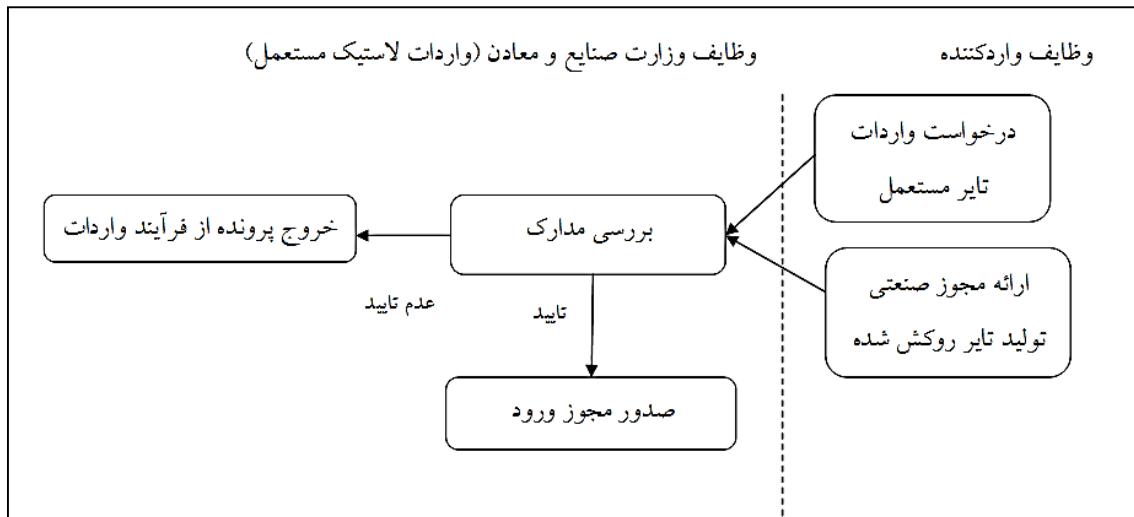 وظایف واردکننده
وظایف وزارت صنایع و معادن (واردات لاستیک مستعمل)
درخواست واردات
تایر مستعمل
ارائه مجوز صنعتی
تولید تایر روکش شده
بررسی مدارک
خروج پرونده از فرآیند واردات
عدم تایید
تایید
صدور مجوز ورود